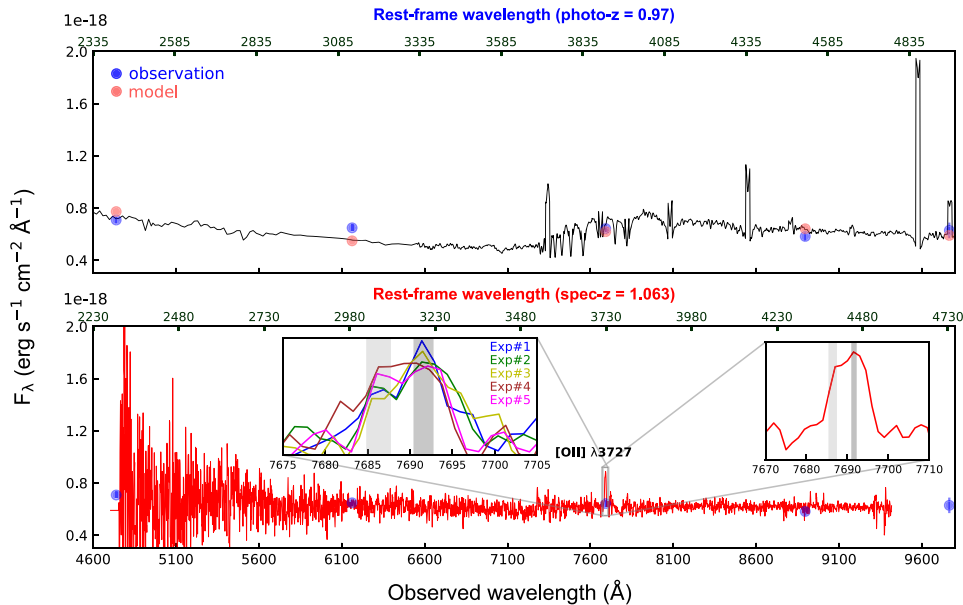 Rest-frame wavelength (photo-z = 0.97)
1e-18
2335 2585 2835 3085 3335 3585 3835 4085 4335 4585 4835
2.0
1.6
1.2
0.8
0.4
observation
model
F_λ (erg s⁻¹ cm⁻² Å⁻¹)
Rest-frame wavelength (spec-z = 1.063)
1e-18
2230 2480 2730 2980 3230 3480 3730 3980 4230 4480 4730
2.0
1.6
1.2
0.8
0.4
Exp#1
Exp#2
Exp#3
Exp#4
Exp#5
7675 7680 7685 7690 7695 7700 7705
7670 7680 7690 7700 7710
[OII] λ3727
4600 5100 5600 6100 6600 7100 7600 8100 8600 9100 9600
Observed wavelength (Å)